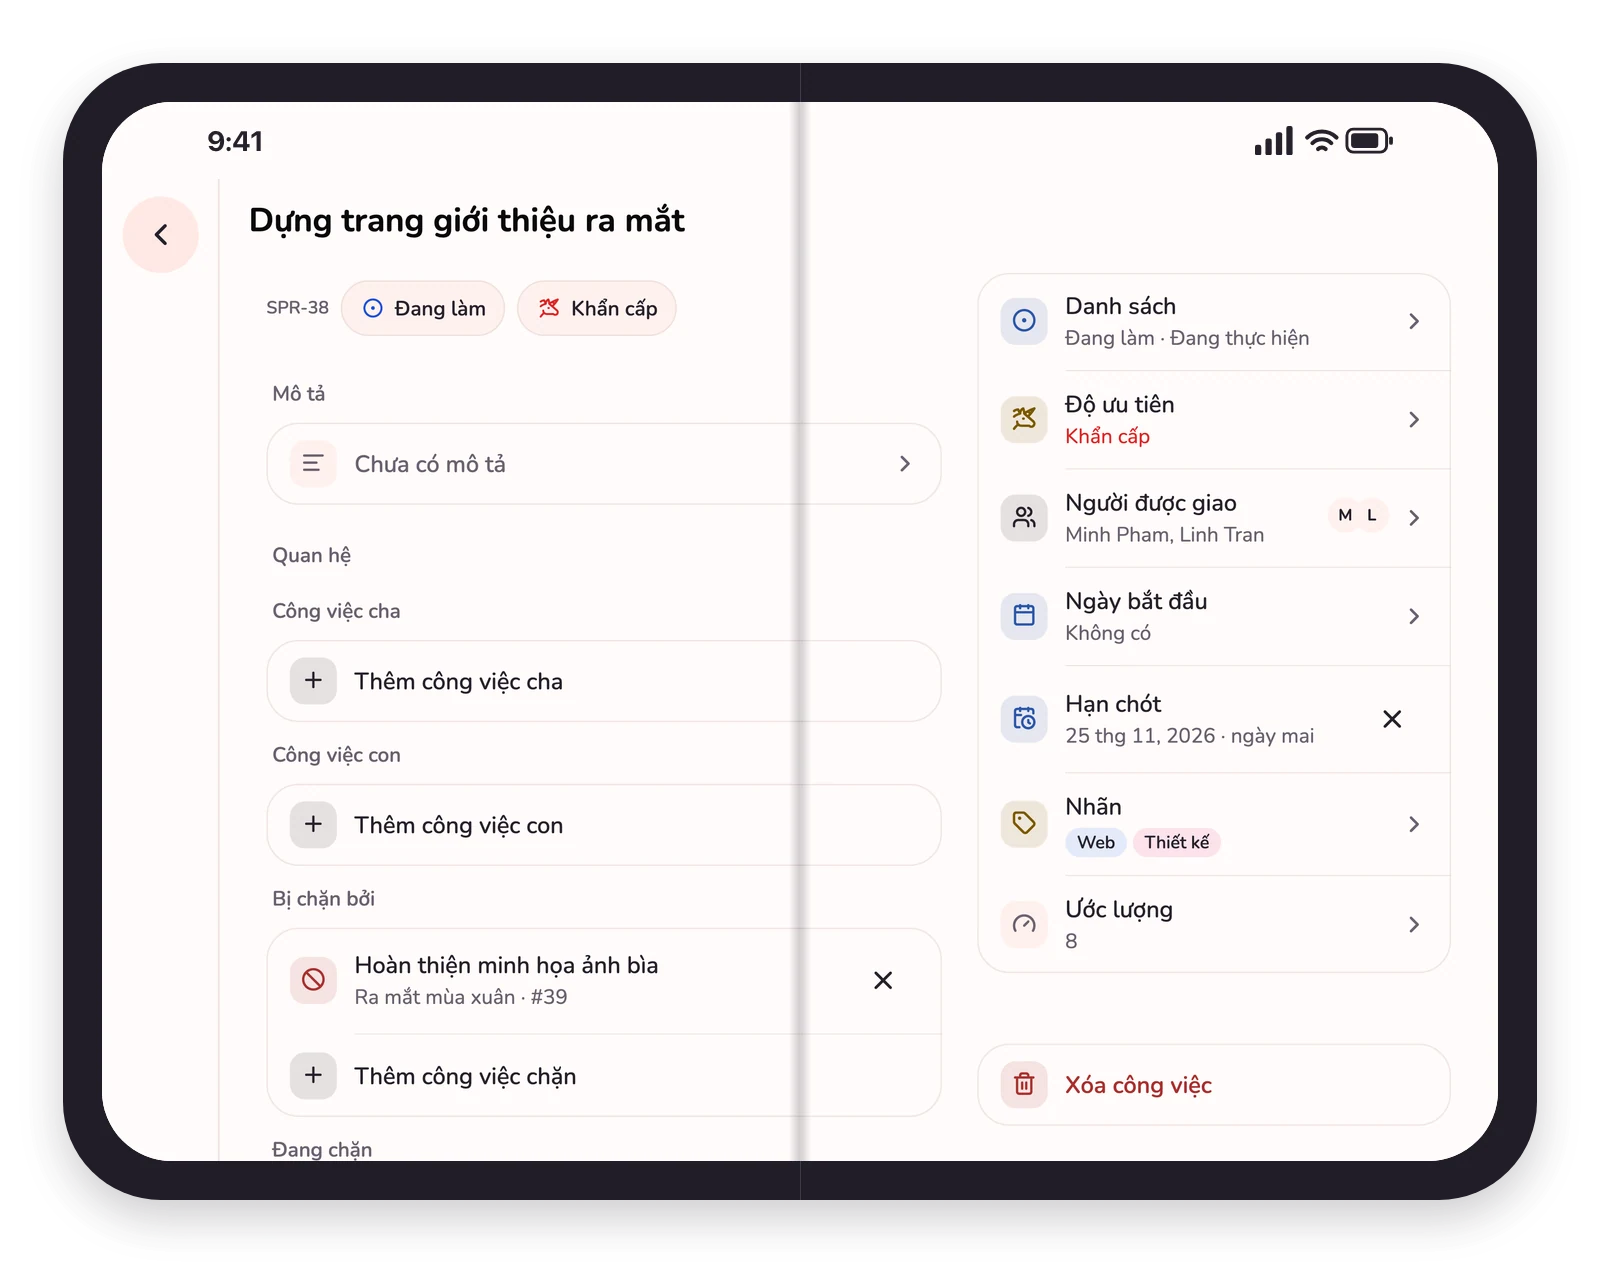 9:41
Dựng trang giới thiệu ra mắt
SPR-38
Đang làm
Khẩn cấp
Mô tả
Chưa có mô tả
Quan hệ
Công việc cha
Thêm công việc cha
Công việc con
Thêm công việc con
Bị chặn bởi
Hoàn thiện minh họa ảnh bìa
Ra mắt mùa xuân · #39
Thêm công việc chặn
Đang chặn
Danh sách
Đang làm · Đang thực hiện
Độ ưu tiên
Khẩn cấp
Người được giao
Minh Pham, Linh Tran
M L
Ngày bắt đầu
Không có
Hạn chót
25 thg 11, 2026 · ngày mai
Nhãn
Web
Thiết kế
Ước lượng
8
Xóa công việc